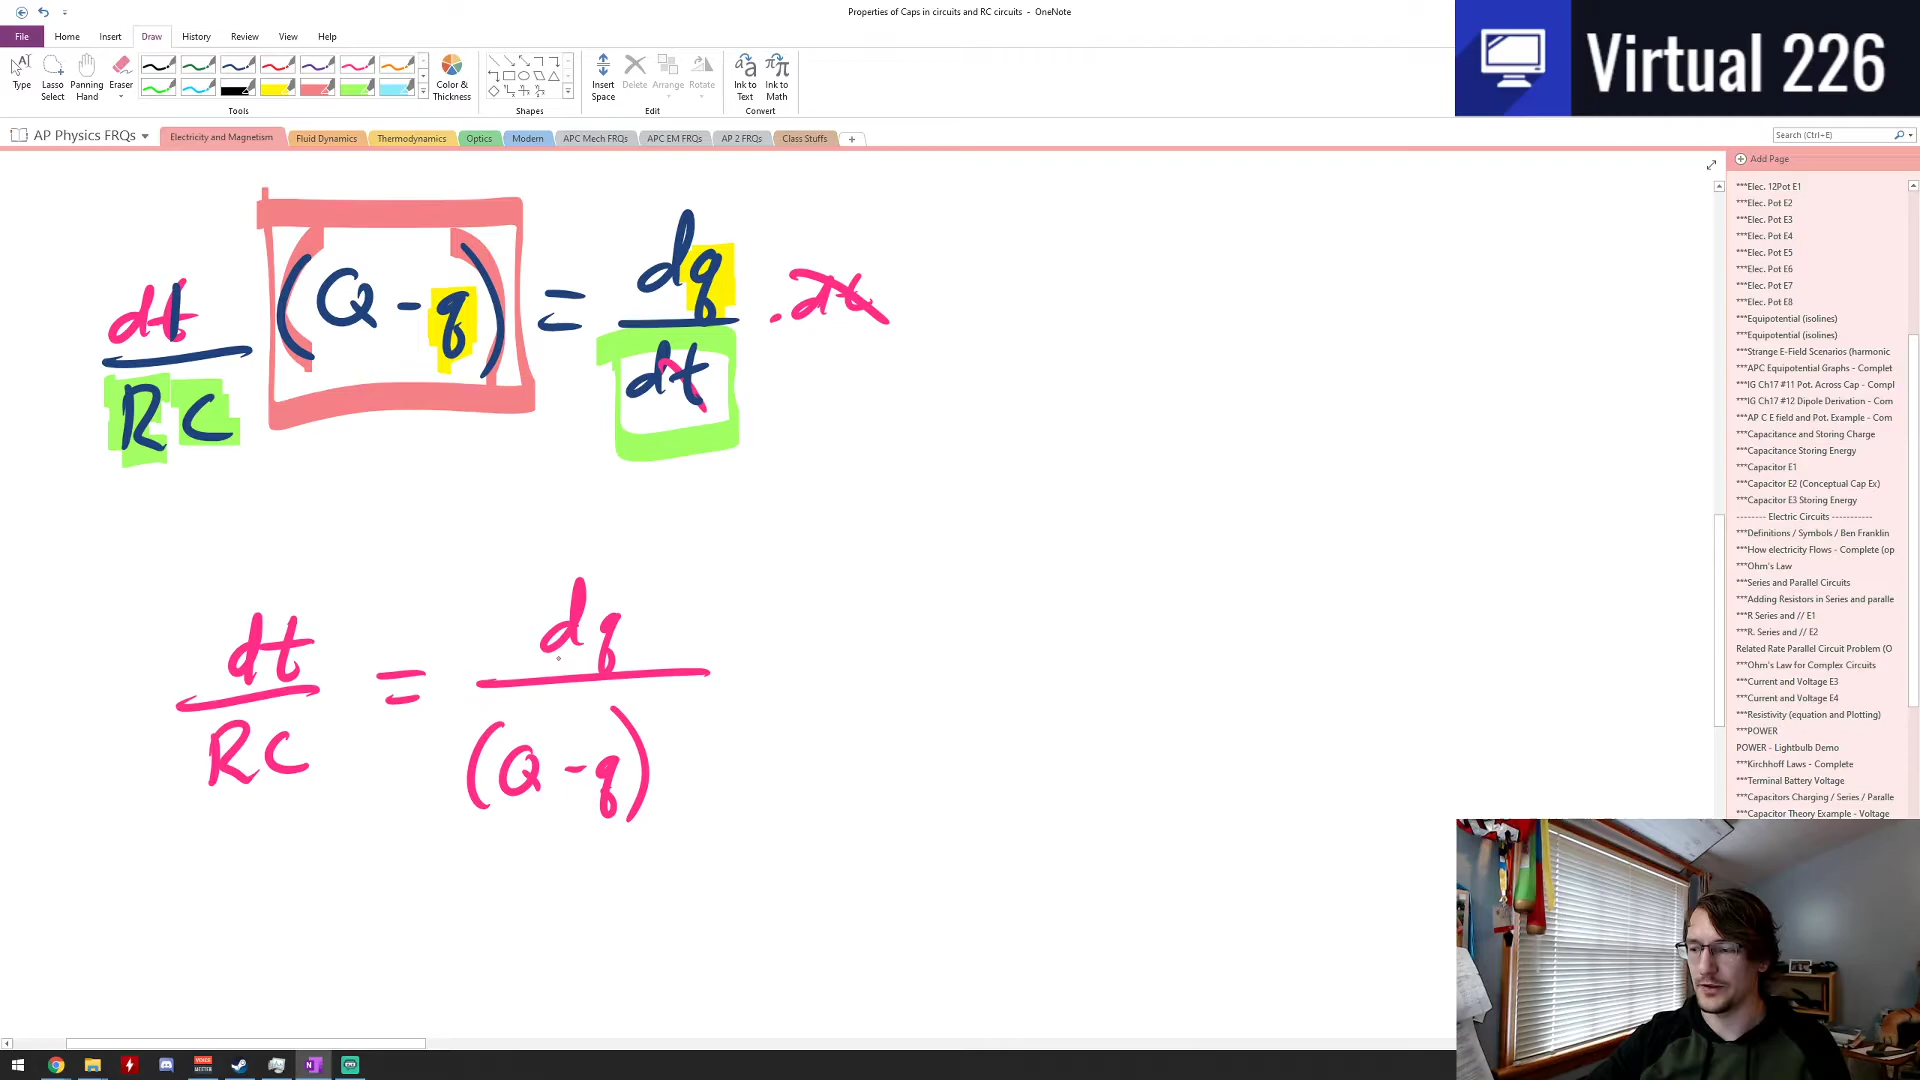 Properties of Caps in circuits and RC circuits - OneNote
File Home Insert Draw History Review View Help
Virtual 226
Type
Lasso Select
Panning Hand
Eraser
Color & Thickness
Insert Space
Delete
Arrange
Rotate
Ink to Text
Ink to Math
Tools Shapes Edit Convert
AP Physics FRQs
Electricity and Magnetism Fluid Dynamics Thermodynamics Optics Modern APC Mech FRQs APC EM FRQs AP 2 FRQs Class Stuffs +
Search (Ctrl+E)
Add Page
***Elec. 12Pot E1
***Elec. Pot E2
***Elec. Pot E3
***Elec. Pot E4
***Elec. Pot E5
***Elec. Pot E6
***Elec. Pot E7
***Elec. Pot E8
***Equipotential (isolines)
***Equipotential (isolines)
***Strange E-Field Scenarios (harmonic
***APC Equipotential Graphs - Complet
***IG Ch17 #11 Pot. Across Cap - Compl
***IG Ch17 #12 Dipole Derivation - Com
***AP C E field and Pot. Example - Com
***Capacitance and Storing Charge
***Capacitance Storing Energy
***Capacitor E1
***Capacitor E2 (Conceptual Cap Ex)
***Capacitor E3 Storing Energy
-------- Electric Circuits -----------
***Definitions / Symbols / Ben Franklin
***How electricity Flows - Complete (op
***Ohm's Law
***Series and Parallel Circuits
***Adding Resistors in Series and paralle
***R Series and // E1
***R. Series and // E2
Related Rate Parallel Circuit Problem (O
***Ohm's Law for Complex Circuits
***Current and Voltage E3
***Current and Voltage E4
***Resistivity (equation and Plotting)
***POWER
POWER - Lightbulb Demo
***Kirchhoff Laws - Complete
***Terminal Battery Voltage
***Capacitors Charging / Series / Paralle
***Capacitor Theory Example - Voltage
dt/RC (Q - q) = dq/dt . dt
dt/RC = dq/(Q - q)